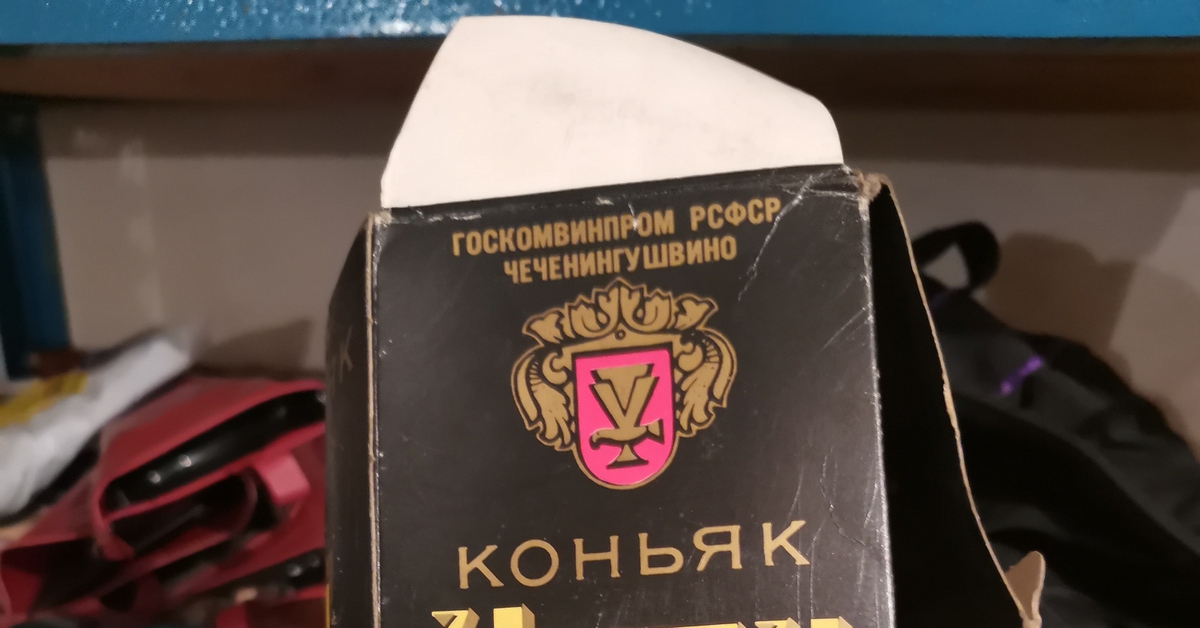 ГОСКОМВИНПРОМ РСФСР
ЧЕЧЕНИНГУШВИНО
КОНЬЯК